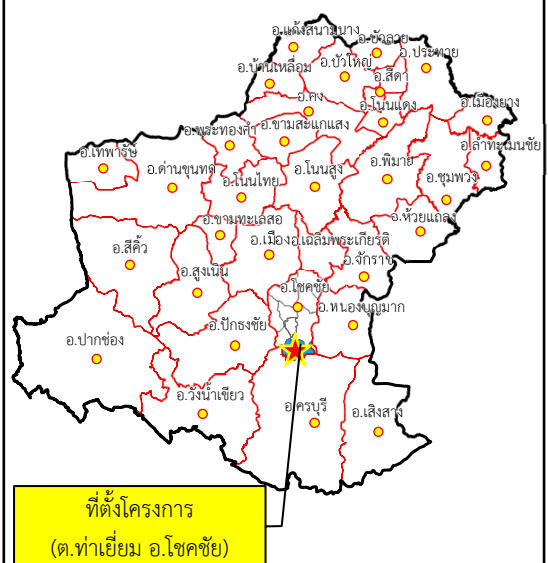 อ.แก้งสนามนาง
อ.บัวลาย
อ.บัวใหญ่
อ.ประทาย
อ.บ้านเหลื่อม
อ.สีดา
อ.คง
อ.โนนแดง
อ.เมืองยาง
อ.พระทองคำ
อ.ขามสะแกแสง
อ.ลำทะเมนชัย
อ.เทพารักษ์
อ.ด่านขุนทด
อ.โนนไทย
อ.โนนสูง
อ.พิมาย
อ.ชุมพวง
อ.ขามทะเลสอ
อ.ห้วยแถลง
อ.สีคิ้ว
อ.เมือง
อ.เฉลิมพระเกียรติ
อ.สูงเนิน
อ.จักราช
อ.โชคชัย
อ.หนองบุญมาก
อ.ปากช่อง
อ.ปักธงชัย
อ.วังน้ำเขียว
อ.ครบุรี
อ.เสิงสาง
ที่ตั้งโครงการ
(ต.ท่าเยี่ยม อ.โชคชัย)